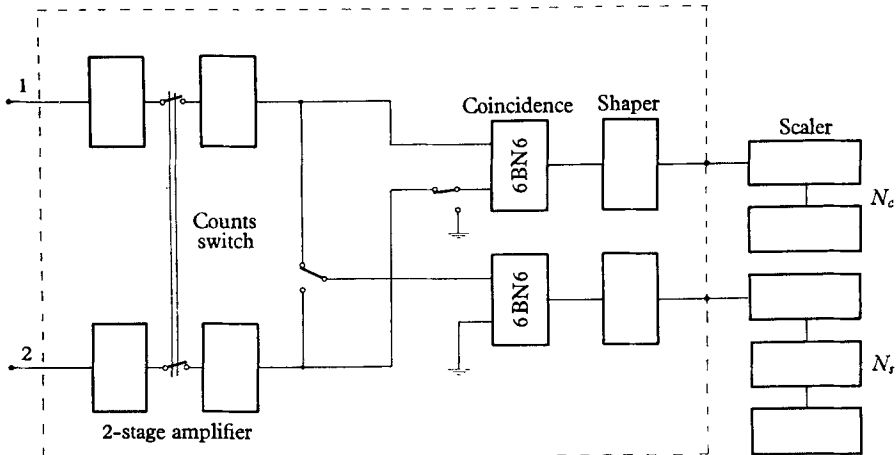 1
Coincidence
Shaper
Scaler
6BN6
N_c
Counts
switch
6BN6
2
N_s
2-stage amplifier